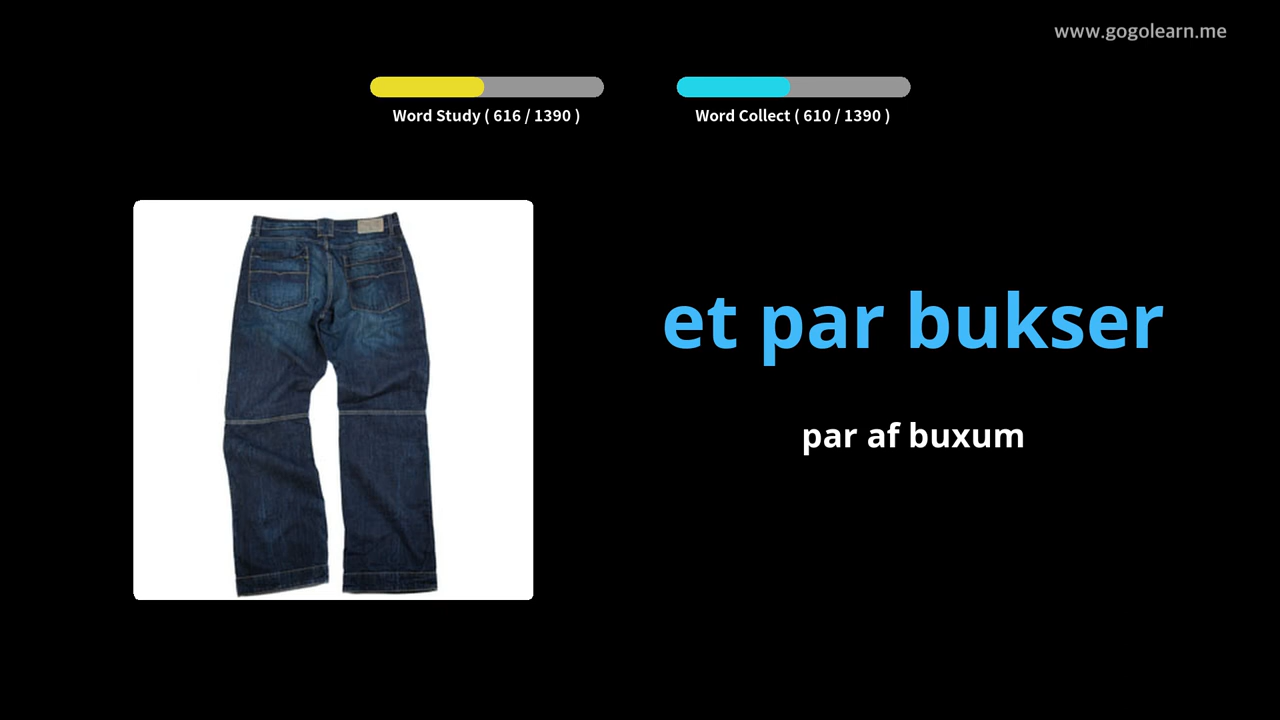 www.gogolearn.me
Word Study ( 616 / 1390 )
Word Collect ( 610 / 1390 )
et par bukser
par af buxum